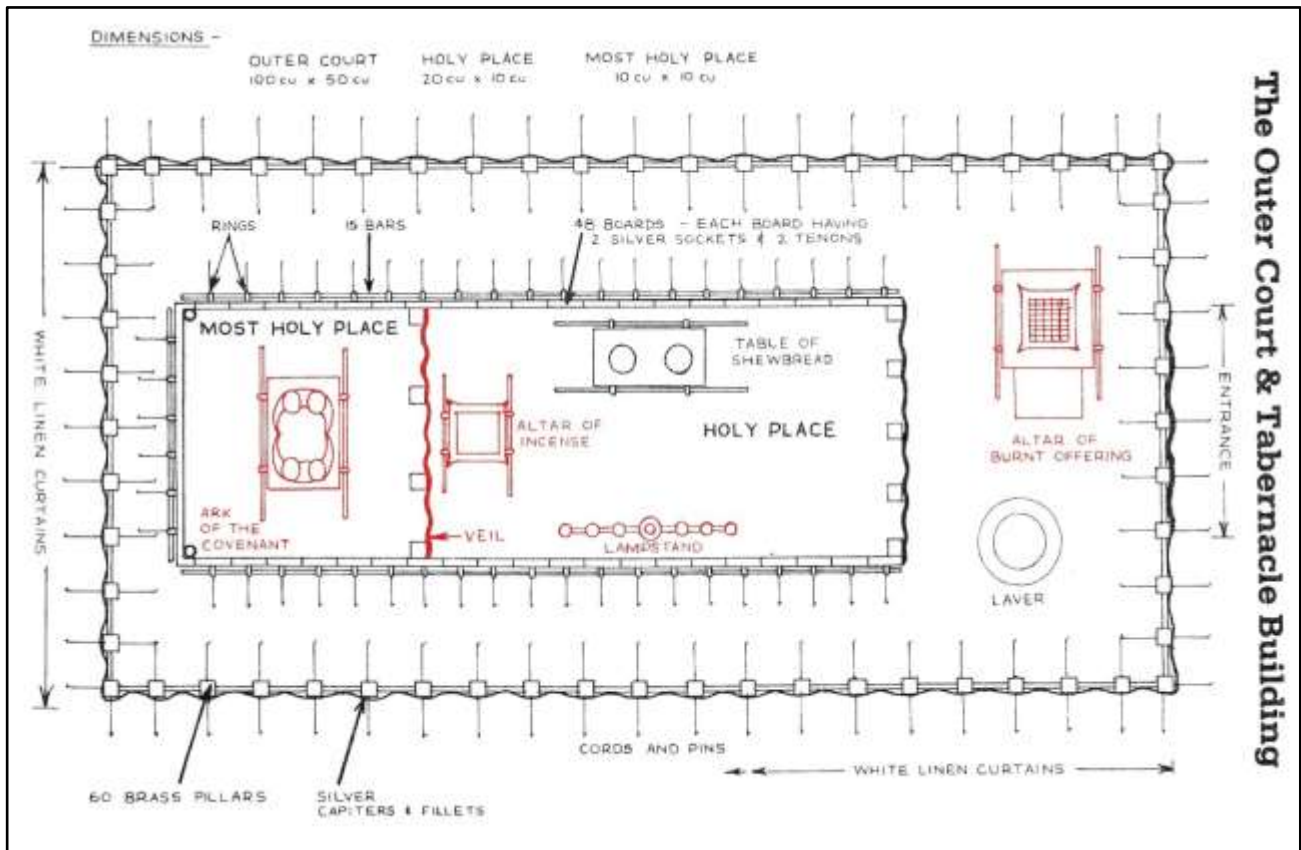 DIMENSIONS -
OUTER COURT
100 cu x 50 cu
HOLY PLACE
20 cu x 10 cu
MOST HOLY PLACE
10 cu x 10 cu
The Outer Court & Tabernacle Building
RINGS
15 BARS
48 BOARDS - EACH BOARD HAVING
2 SILVER SOCKETS & 2 TENONS
WHITE LINEN CURTAINS
MOST HOLY PLACE
TABLE OF
SHEWBREAD
ALTAR OF
INCENSE
HOLY PLACE
ENTRANCE
ALTAR OF
BURNT OFFERING
ARK
OF THE
COVENANT
VEIL
LAMPSTAND
LAVER
CORDS AND PINS
WHITE LINEN CURTAINS
60 BRASS PILLARS
SILVER
CAPITERS & FILLETS